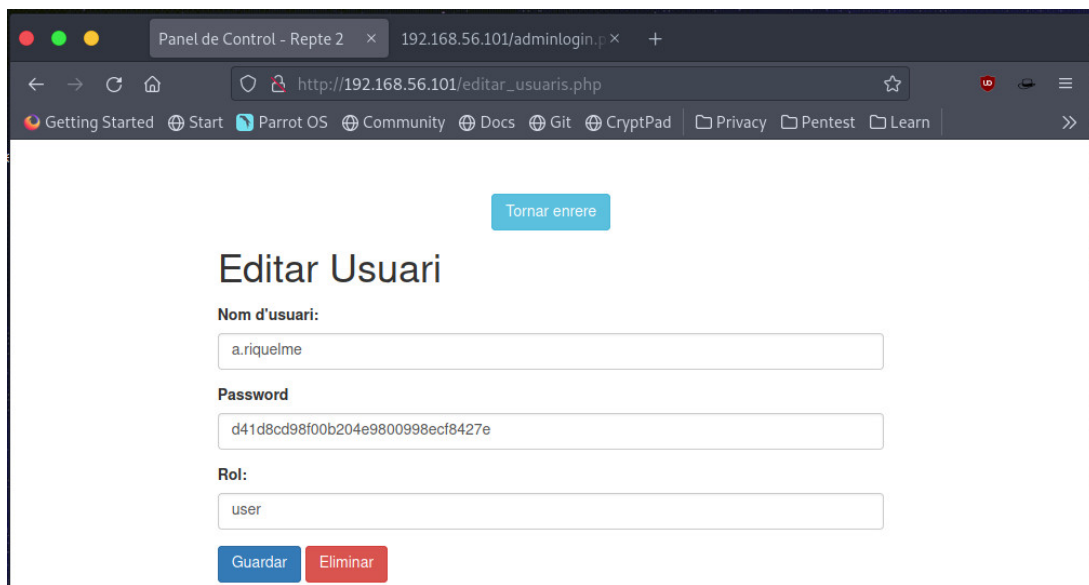 Panel de Control - Repte 2
192.168.56.101/adminlogin.p
http://192.168.56.101/editar_usuaris.php
Getting Started Start Parrot OS Community Docs Git CryptPad Privacy Pentest Learn
Tornar enrere
Editar Usuari
Nom d'usuari:
a.riquelme
Password
d41d8cd98f00b204e9800998ecf8427e
Rol:
user
Guardar Eliminar